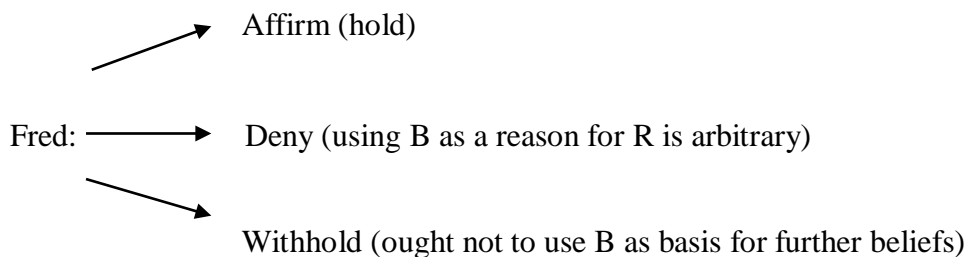 Affirm (hold)
Fred:
Deny (using B as a reason for R is arbitrary)
Withhold (ought not to use B as basis for further beliefs)